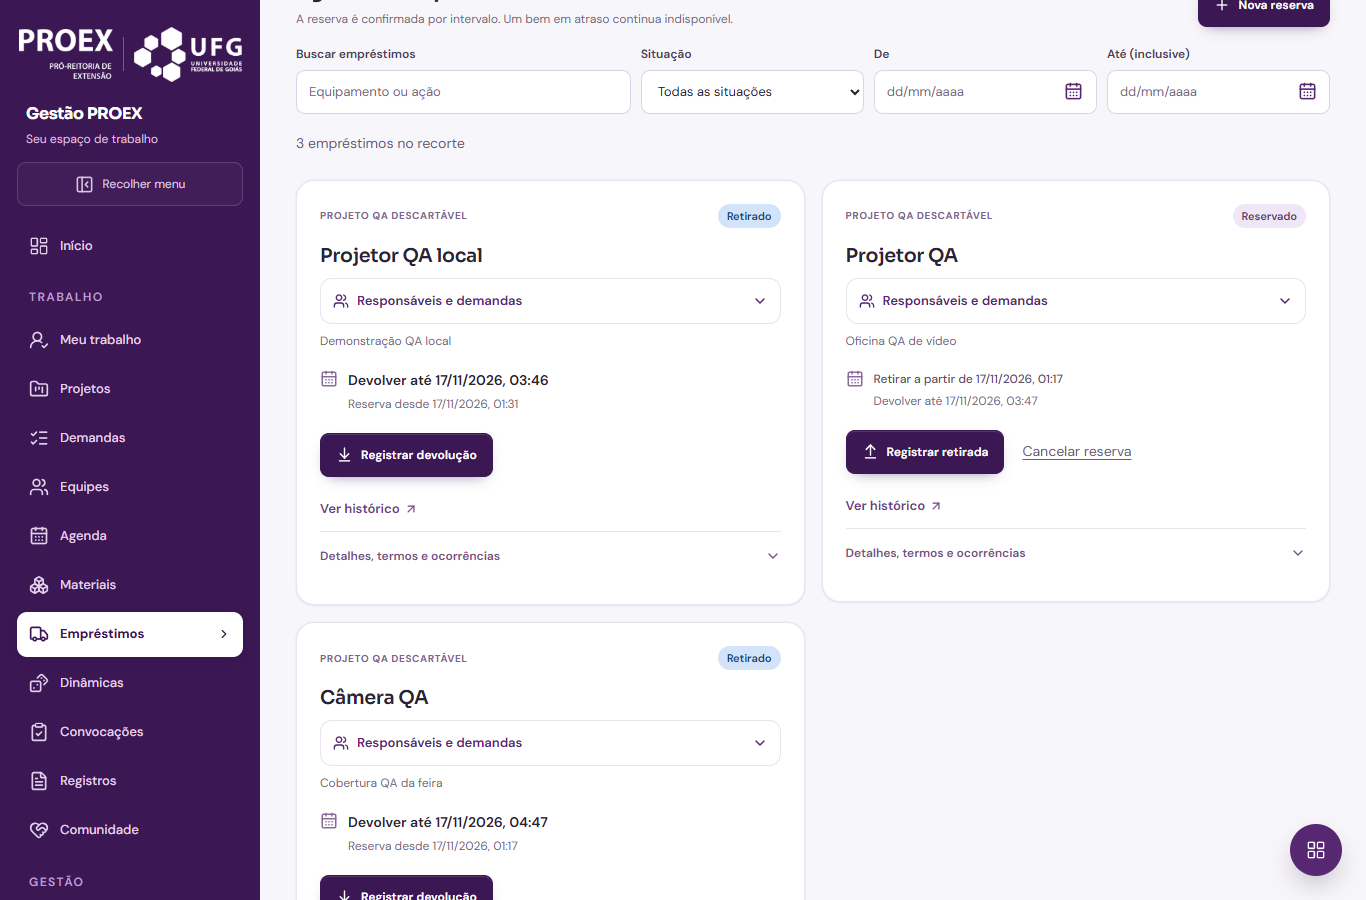 PROEX
PRÓ-REITORIA DE
EXTENSÃO
UFG
UNIVERSIDADE
FEDERAL DE GOIÁS
Gestão PROEX
Seu espaço de trabalho
Recolher menu
Início
TRABALHO
Meu trabalho
Projetos
Demandas
Equipes
Agenda
Materiais
Empréstimos
Dinâmicas
Convocações
Registros
Comunidade
GESTÃO
A reserva é confirmada por intervalo. Um bem em atraso continua indisponível.
Nova reserva
Buscar empréstimos
Equipamento ou ação
Situação
Todas as situações
De
dd/mm/aaaa
Até (inclusive)
dd/mm/aaaa
3 empréstimos no recorte
PROJETO QA DESCARTÁVEL
Retirado
Projetor QA local
Responsáveis e demandas
Demonstração QA local
Devolver até 17/11/2026, 03:46
Reserva desde 17/11/2026, 01:31
Registrar devolução
Ver histórico
Detalhes, termos e ocorrências
PROJETO QA DESCARTÁVEL
Reservado
Projetor QA
Responsáveis e demandas
Oficina QA de vídeo
Retirar a partir de 17/11/2026, 01:17
Devolver até 17/11/2026, 03:47
Registrar retirada
Cancelar reserva
Ver histórico
Detalhes, termos e ocorrências
PROJETO QA DESCARTÁVEL
Retirado
Câmera QA
Responsáveis e demandas
Cobertura QA da feira
Devolver até 17/11/2026, 04:47
Reserva desde 17/11/2026, 01:17
Registrar devolução